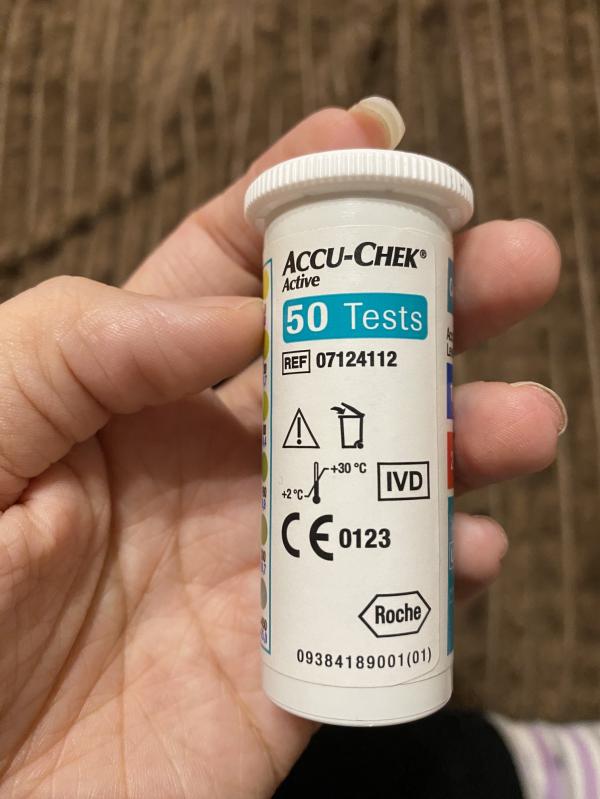 ACCU-CHEK®
Active
50 Tests
REF 07124112
+30 °C
+2 °C
IVD
CE 0123
Roche
09384189001(01)